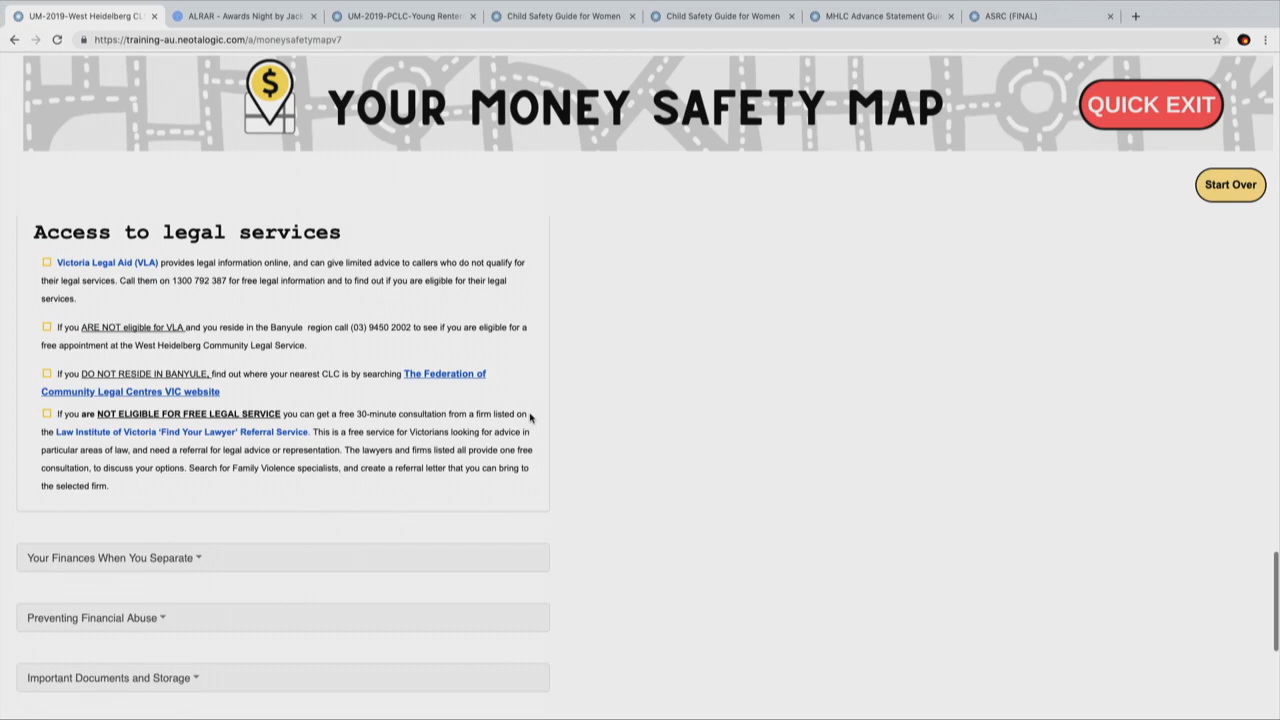 UM-2019-West Heidelberg CL
ALRAR - Awards Night by Jack
UM-2019-PCLC-Young Renter
Child Safety Guide for Women
Child Safety Guide for Women
MHLC Advance Statement Gui
ASRC (FINAL)
https://training-au.neotalogic.com/a/moneysafetymapv7
$
YOUR MONEY SAFETY MAP
QUICK EXIT
Start Over
Access to legal services
Victoria Legal Aid (VLA) provides legal information online, and can give limited advice to callers who do not qualify for
their legal services. Call them on 1300 792 387 for free legal information and to find out if you are eligible for their legal
services.
If you ARE NOT eligible for VLA and you reside in the Banyule region call (03) 9450 2002 to see if you are eligible for a
free appointment at the West Heidelberg Community Legal Service.
If you DO NOT RESIDE IN BANYULE, find out where your nearest CLC is by searching The Federation of
Community Legal Centres VIC website
If you are NOT ELIGIBLE FOR FREE LEGAL SERVICE you can get a free 30-minute consultation from a firm listed on
the Law Institute of Victoria 'Find Your Lawyer' Referral Service. This is a free service for Victorians looking for advice in
particular areas of law, and need a referral for legal advice or representation. The lawyers and firms listed all provide one free
consultation, to discuss your options. Search for Family Violence specialists, and create a referral letter that you can bring to
the selected firm.
Your Finances When You Separate
Preventing Financial Abuse
Important Documents and Storage